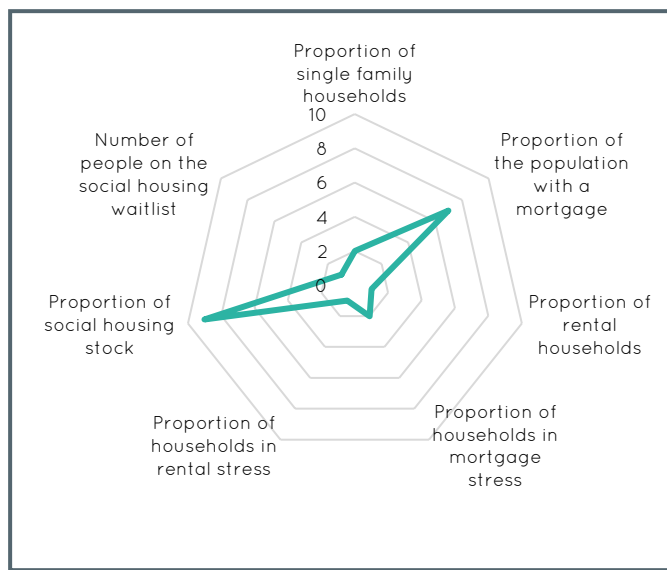 Proportion of
single family
households
10
8
6
4
2
0
Proportion of
the population
with a
mortgage
Proportion of
rental
households
Proportion of
households in
mortgage
stress
Proportion of
households in
rental stress
Proportion of
social housing
stock
Number of
people on the
social housing
waitlist